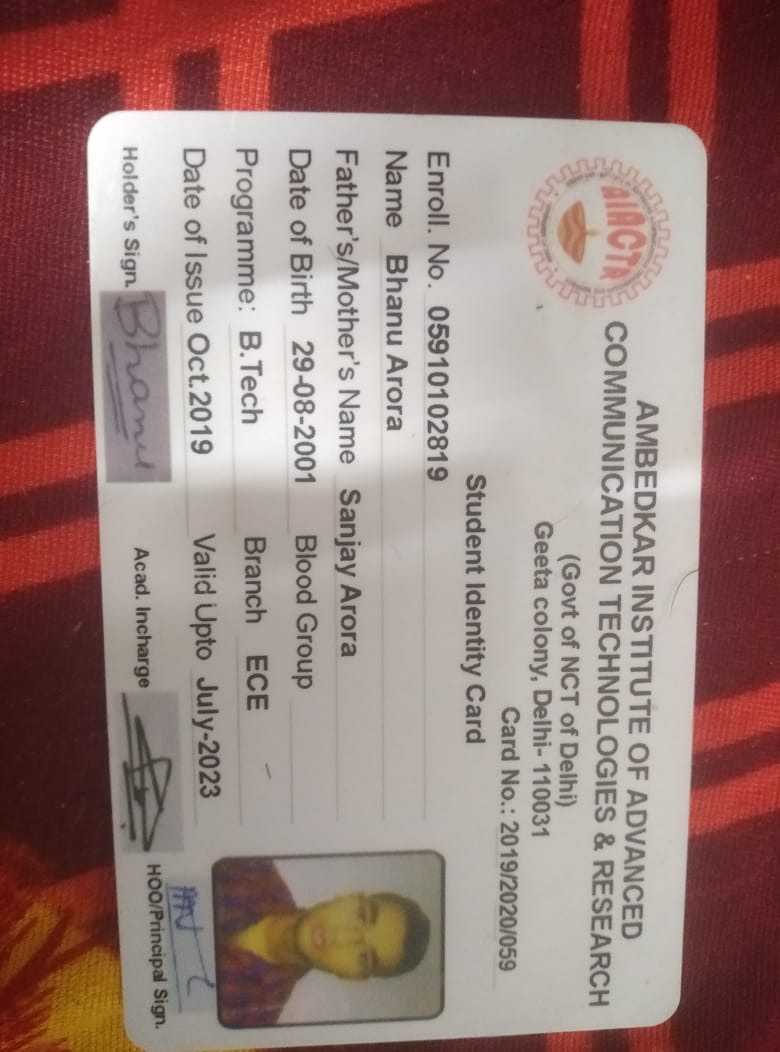 AIACTR
AMBEDKAR INSTITUTE OF ADVANCED
COMMUNICATION TECHNOLOGIES & RESEARCH
(Govt of NCT of Delhi)
Geeta colony, Delhi- 110031
Card No.: 2019/2020/059
Student Identity Card
Enroll. No. 05910102819
Name Bhanu Arora
Father's/Mother's Name Sanjay Arora
Date of Birth 29-08-2001 Blood Group
Programme: B.Tech Branch ECE
Date of Issue Oct.2019 Valid Upto July-2023
Holder's Sign. Bhanu Acad. Incharge HOO/Principal Sign.